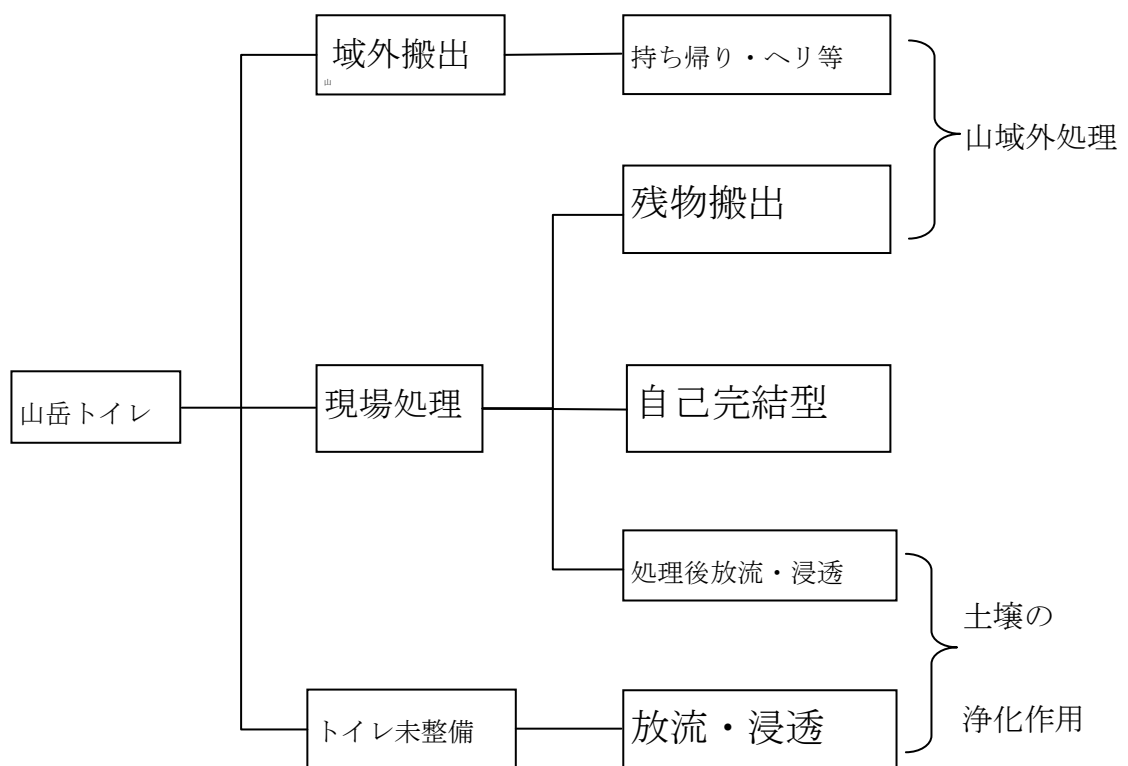 域外搬出
山
持ち帰り・ヘリ等
山域外処理
残物搬出
山岳トイレ
現場処理
自己完結型
処理後放流・浸透
土壌の
浄化作用
トイレ未整備
放流・浸透